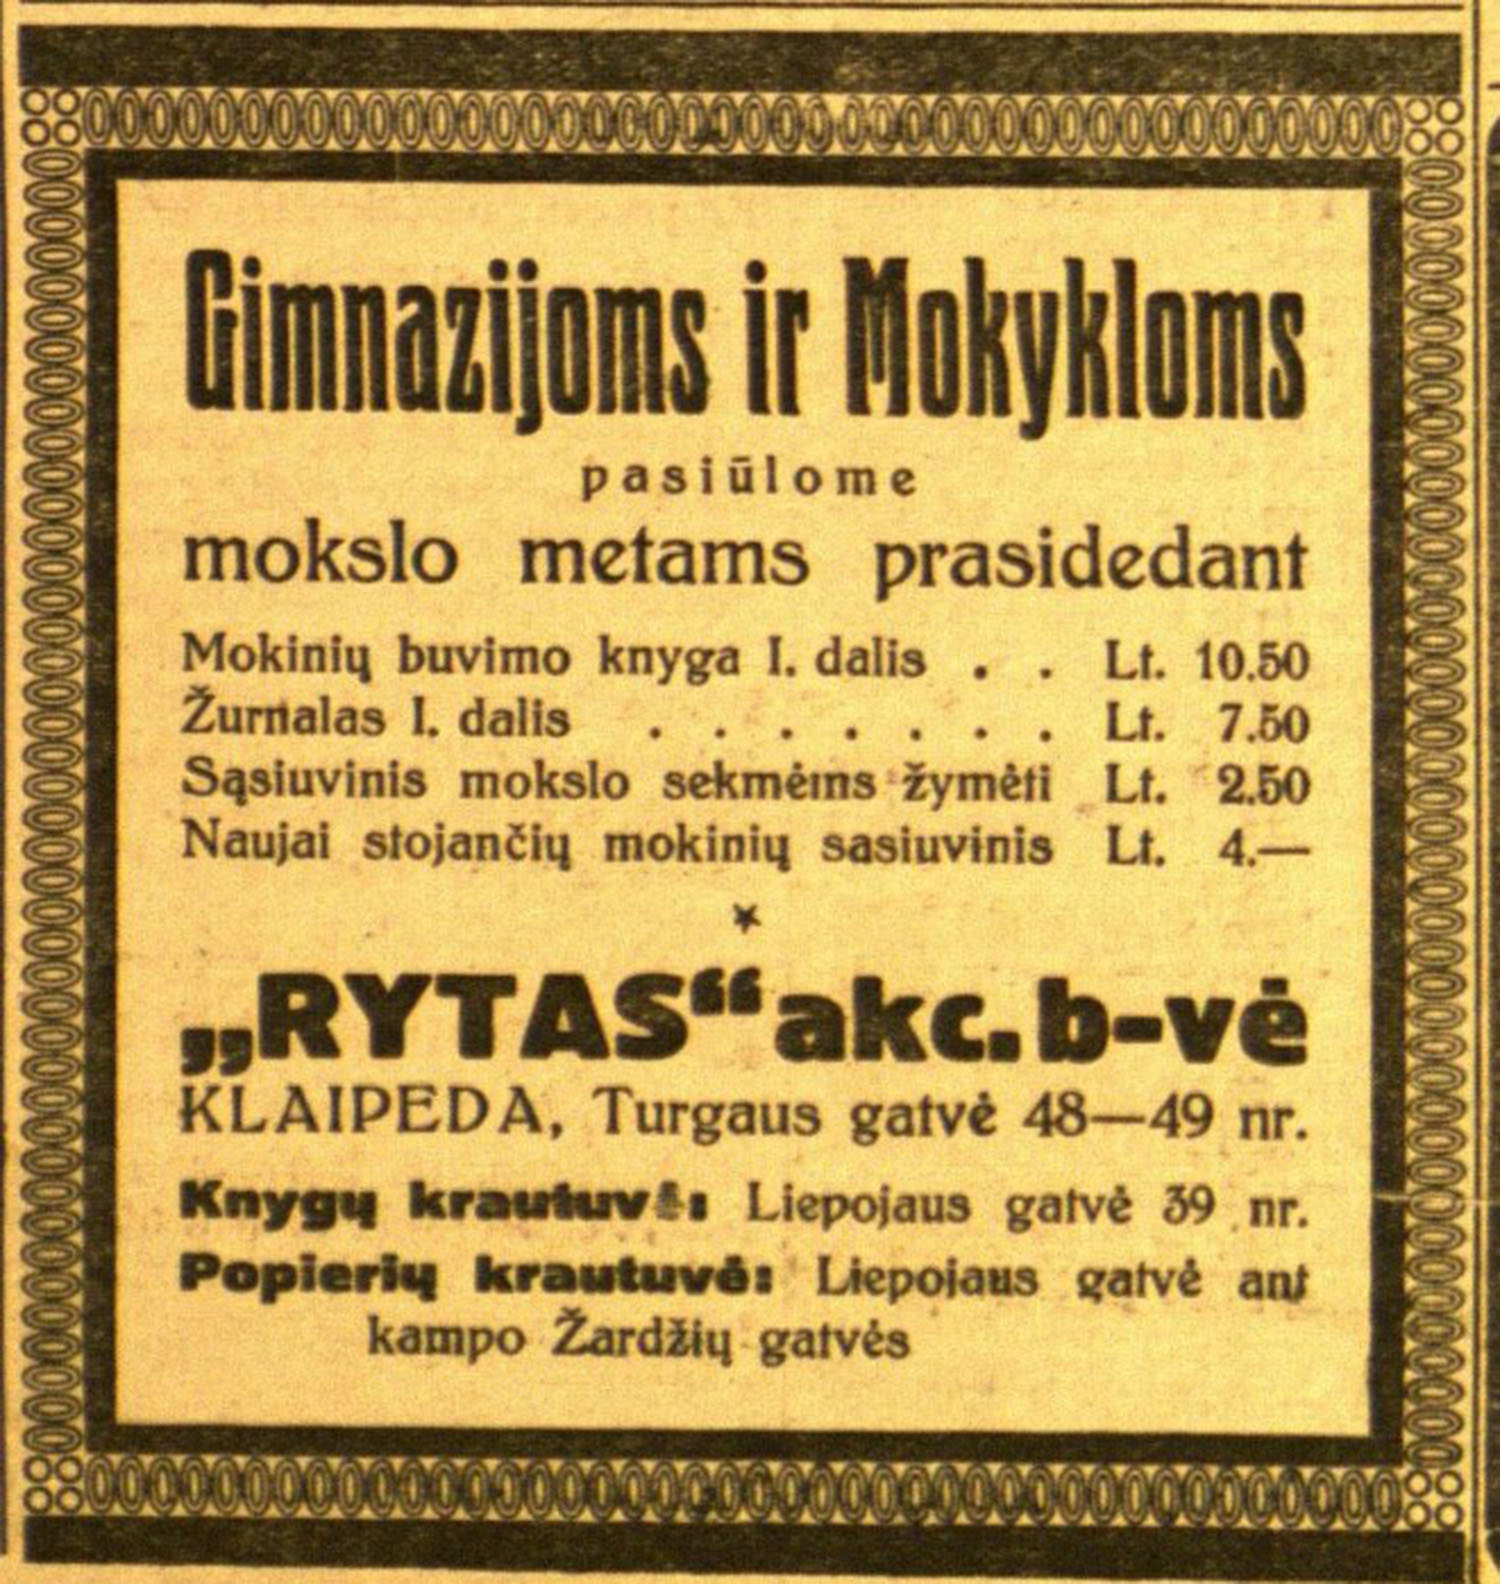 Gimnazijoms ir Mokykloms
pasiūlome
mokslo metams prasidedant
Mokinių buvimo knyga I. dalis . . Lt. 10.50
Žurnalas I. dalis . . . . . . . Lt. 7.50
Sąsiuvinis mokslo sekmėms žymėti Lt. 2.50
Naujai stojančių mokinių sasiuvinis Lt. 4.—
*
„RYTAS“ akc. b-vė
KLAIPEDA, Turgaus gatvė 48—49 nr.
Knygų krautuvė: Liepojaus gatvė 39 nr.
Popierių krautuvė: Liepojaus gatvė ant
kampo Žardžių gatvės